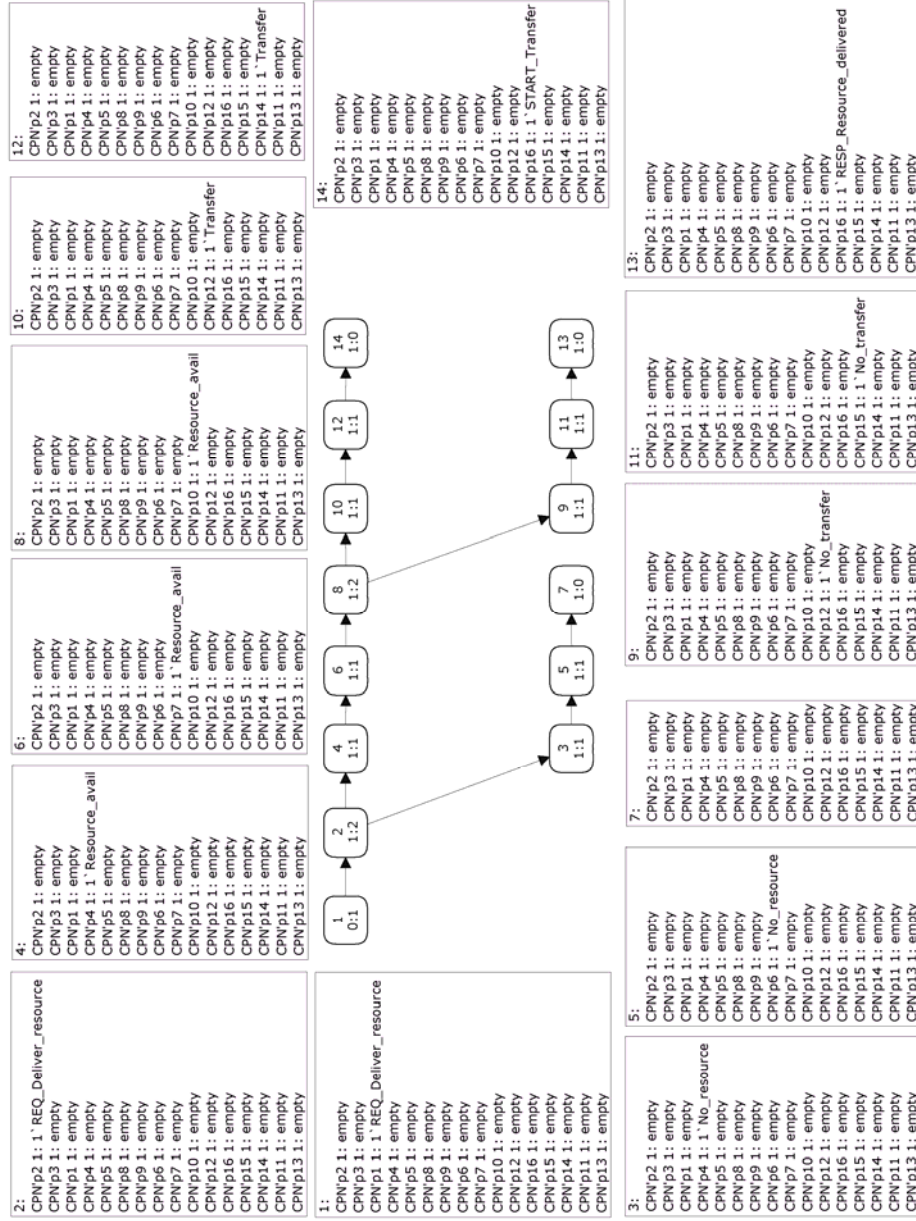 2:
CPN'p2 1: 1`REQ_Deliver_resource
CPN'p3 1: empty
CPN'p1 1: empty
CPN'p4 1: empty
CPN'p5 1: empty
CPN'p8 1: empty
CPN'p9 1: empty
CPN'p6 1: empty
CPN'p7 1: empty
CPN'p10 1: empty
CPN'p12 1: empty
CPN'p16 1: empty
CPN'p15 1: empty
CPN'p14 1: empty
CPN'p11 1: empty
CPN'p13 1: empty
4:
CPN'p2 1: empty
CPN'p3 1: empty
CPN'p1 1: empty
CPN'p4 1: 1`Resource_avail
CPN'p5 1: empty
CPN'p8 1: empty
CPN'p9 1: empty
CPN'p6 1: empty
CPN'p7 1: empty
CPN'p10 1: empty
CPN'p12 1: empty
CPN'p16 1: empty
CPN'p15 1: empty
CPN'p14 1: empty
CPN'p11 1: empty
CPN'p13 1: empty
6:
CPN'p2 1: empty
CPN'p3 1: empty
CPN'p1 1: empty
CPN'p4 1: empty
CPN'p5 1: empty
CPN'p8 1: empty
CPN'p9 1: empty
CPN'p6 1: empty
CPN'p7 1: 1`Resource_avail
CPN'p10 1: empty
CPN'p12 1: empty
CPN'p16 1: empty
CPN'p15 1: empty
CPN'p14 1: empty
CPN'p11 1: empty
CPN'p13 1: empty
8:
CPN'p2 1: empty
CPN'p3 1: empty
CPN'p1 1: empty
CPN'p4 1: empty
CPN'p5 1: empty
CPN'p8 1: empty
CPN'p9 1: empty
CPN'p6 1: empty
CPN'p7 1: empty
CPN'p10 1: 1`Resource_avail
CPN'p12 1: empty
CPN'p16 1: empty
CPN'p15 1: empty
CPN'p14 1: empty
CPN'p11 1: empty
CPN'p13 1: empty
10:
CPN'p2 1: empty
CPN'p3 1: empty
CPN'p1 1: empty
CPN'p4 1: empty
CPN'p5 1: empty
CPN'p8 1: empty
CPN'p9 1: empty
CPN'p6 1: empty
CPN'p7 1: empty
CPN'p10 1: empty
CPN'p12 1: 1`Transfer
CPN'p16 1: empty
CPN'p15 1: empty
CPN'p14 1: empty
CPN'p11 1: empty
CPN'p13 1: empty
12:
CPN'p2 1: empty
CPN'p3 1: empty
CPN'p1 1: empty
CPN'p4 1: empty
CPN'p5 1: empty
CPN'p8 1: empty
CPN'p9 1: empty
CPN'p6 1: empty
CPN'p7 1: empty
CPN'p10 1: empty
CPN'p12 1: empty
CPN'p16 1: empty
CPN'p15 1: empty
CPN'p14 1: 1`Transfer
CPN'p11 1: empty
CPN'p13 1: empty
1:
CPN'p2 1: empty
CPN'p3 1: empty
CPN'p1 1: 1`REQ_Deliver_resource
CPN'p4 1: empty
CPN'p5 1: empty
CPN'p8 1: empty
CPN'p9 1: empty
CPN'p6 1: empty
CPN'p7 1: empty
CPN'p10 1: empty
CPN'p12 1: empty
CPN'p16 1: empty
CPN'p15 1: empty
CPN'p14 1: empty
CPN'p11 1: empty
CPN'p13 1: empty
1
0:1
2
1:2
4
1:1
6
1:1
8
1:2
10
1:1
12
1:1
14
1:0
3
1:1
5
1:1
7
1:0
9
1:1
11
1:1
13
1:0
14:
CPN'p2 1: empty
CPN'p3 1: empty
CPN'p1 1: empty
CPN'p4 1: empty
CPN'p5 1: empty
CPN'p8 1: empty
CPN'p9 1: empty
CPN'p6 1: empty
CPN'p7 1: empty
CPN'p10 1: empty
CPN'p12 1: empty
CPN'p16 1: 1`START_Transfer
CPN'p15 1: empty
CPN'p14 1: empty
CPN'p11 1: empty
CPN'p13 1: empty
3:
CPN'p2 1: empty
CPN'p3 1: empty
CPN'p1 1: empty
CPN'p4 1: 1`No_resource
CPN'p5 1: empty
CPN'p8 1: empty
CPN'p9 1: empty
CPN'p6 1: empty
CPN'p7 1: empty
CPN'p10 1: empty
CPN'p12 1: empty
CPN'p16 1: empty
CPN'p15 1: empty
CPN'p14 1: empty
CPN'p11 1: empty
CPN'p13 1: empty
5:
CPN'p2 1: empty
CPN'p3 1: empty
CPN'p1 1: empty
CPN'p4 1: empty
CPN'p5 1: empty
CPN'p8 1: empty
CPN'p9 1: empty
CPN'p6 1: 1`No_resource
CPN'p7 1: empty
CPN'p10 1: empty
CPN'p12 1: empty
CPN'p16 1: empty
CPN'p15 1: empty
CPN'p14 1: empty
CPN'p11 1: empty
CPN'p13 1: empty
7:
CPN'p2 1: empty
CPN'p3 1: empty
CPN'p1 1: empty
CPN'p4 1: empty
CPN'p5 1: empty
CPN'p8 1: empty
CPN'p9 1: empty
CPN'p6 1: empty
CPN'p7 1: empty
CPN'p10 1: empty
CPN'p12 1: empty
CPN'p16 1: empty
CPN'p15 1: empty
CPN'p14 1: empty
CPN'p11 1: empty
CPN'p13 1: empty
9:
CPN'p2 1: empty
CPN'p3 1: empty
CPN'p1 1: empty
CPN'p4 1: empty
CPN'p5 1: empty
CPN'p8 1: empty
CPN'p9 1: empty
CPN'p6 1: empty
CPN'p7 1: empty
CPN'p10 1: empty
CPN'p12 1: 1`No_transfer
CPN'p16 1: empty
CPN'p15 1: empty
CPN'p14 1: empty
CPN'p11 1: empty
CPN'p13 1: empty
11:
CPN'p2 1: empty
CPN'p3 1: empty
CPN'p1 1: empty
CPN'p4 1: empty
CPN'p5 1: empty
CPN'p8 1: empty
CPN'p9 1: empty
CPN'p6 1: empty
CPN'p7 1: empty
CPN'p10 1: empty
CPN'p12 1: empty
CPN'p16 1: empty
CPN'p15 1: 1`No_transfer
CPN'p14 1: empty
CPN'p11 1: empty
CPN'p13 1: empty
13:
CPN'p2 1: empty
CPN'p3 1: empty
CPN'p1 1: empty
CPN'p4 1: empty
CPN'p5 1: empty
CPN'p8 1: empty
CPN'p9 1: empty
CPN'p6 1: empty
CPN'p7 1: empty
CPN'p10 1: empty
CPN'p12 1: empty
CPN'p16 1: 1`RESP_Resource_delivered
CPN'p15 1: empty
CPN'p14 1: empty
CPN'p11 1: empty
CPN'p13 1: empty